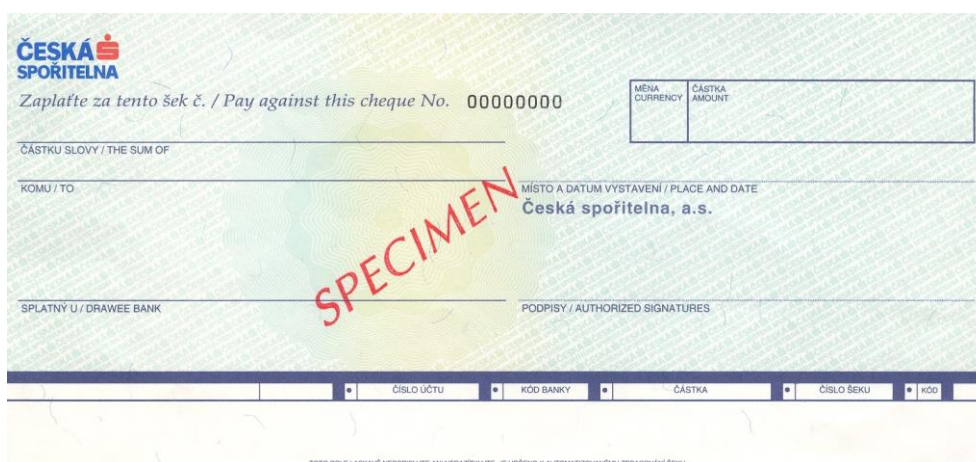 ČESKÁ
SPOŘITELNA
Zaplaťte za tento šek č. / Pay against this cheque No. 00000000
MĚNA
CURRENCY
ČÁSTKA
AMOUNT
ČÁSTKU SLOVY / THE SUM OF
KOMU / TO
MÍSTO A DATUM VYSTAVENÍ / PLACE AND DATE
Česká spořitelna, a.s.
SPECIMEN
SPLATNÝ U / DRAWEE BANK
PODPISY / AUTHORIZED SIGNATURES
ČÍSLO ÚČTU KÓD BANKY ČÁSTKA ČÍSLO ŠEKU KÓD